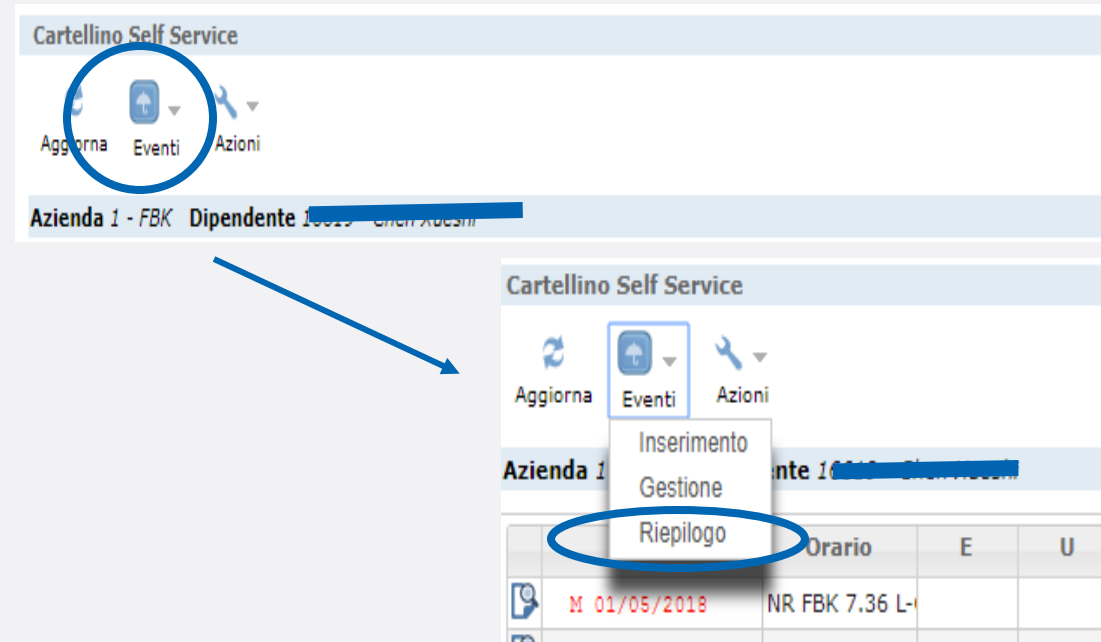 Cartellino Self Service
Aggiorna Eventi Azioni
Azienda 1 - FBK Dipendente
Cartellino Self Service
Aggiorna Eventi Azioni
Inserimento
Azienda 1 nte
Gestione
Riepilogo
Orario E U
M 01/05/2018 NR FBK 7.36 L-